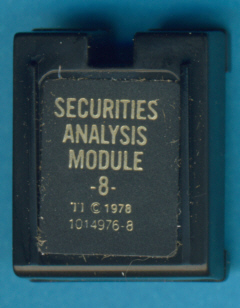 SECURITIES
ANALYSIS
MODULE
-8-
TI © 1978
1014976-8